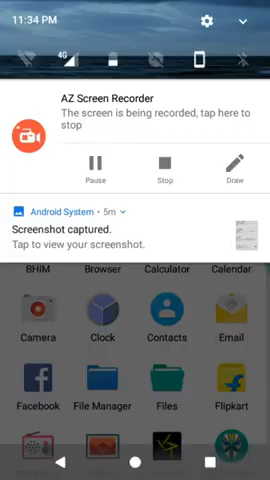 11:34 PM
4G
AZ Screen Recorder
The screen is being recorded, tap here to
stop
Pause
Stop
Draw
Android System • 5m
Screenshot captured.
Tap to view your screenshot.
BHIM
Browser
Calculator
Calendar
Camera
Clock
Contacts
Email
Facebook
File Manager
Files
Flipkart